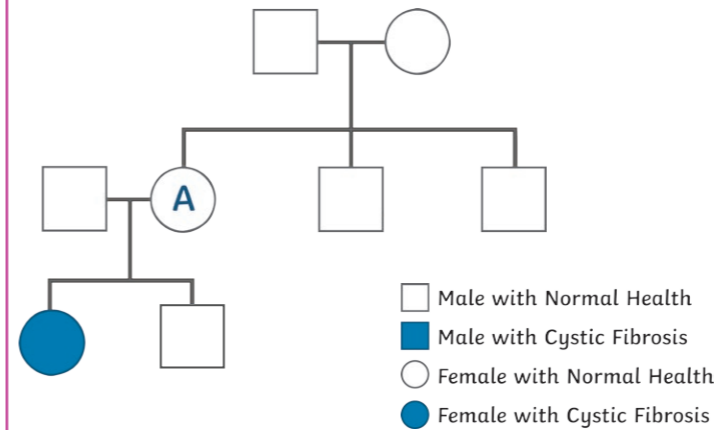 A
Male with Normal Health
Male with Cystic Fibrosis
Female with Normal Health
Female with Cystic Fibrosis